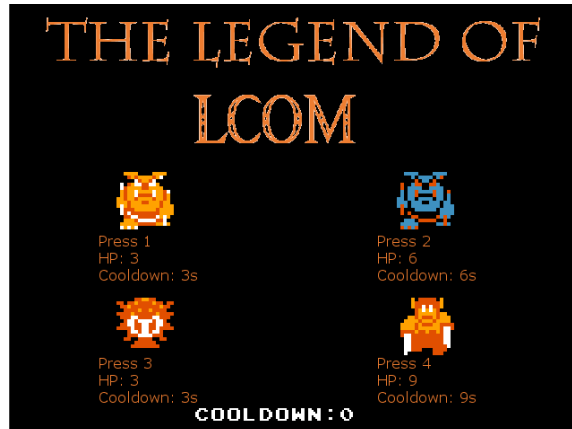 THE LEGEND OF
LCOM
Press 1
HP: 3
Cooldown: 3s
Press 2
HP: 6
Cooldown: 6s
Press 3
HP: 3
Cooldown: 3s
Press 4
HP: 9
Cooldown: 9s
COOLDOWN:0